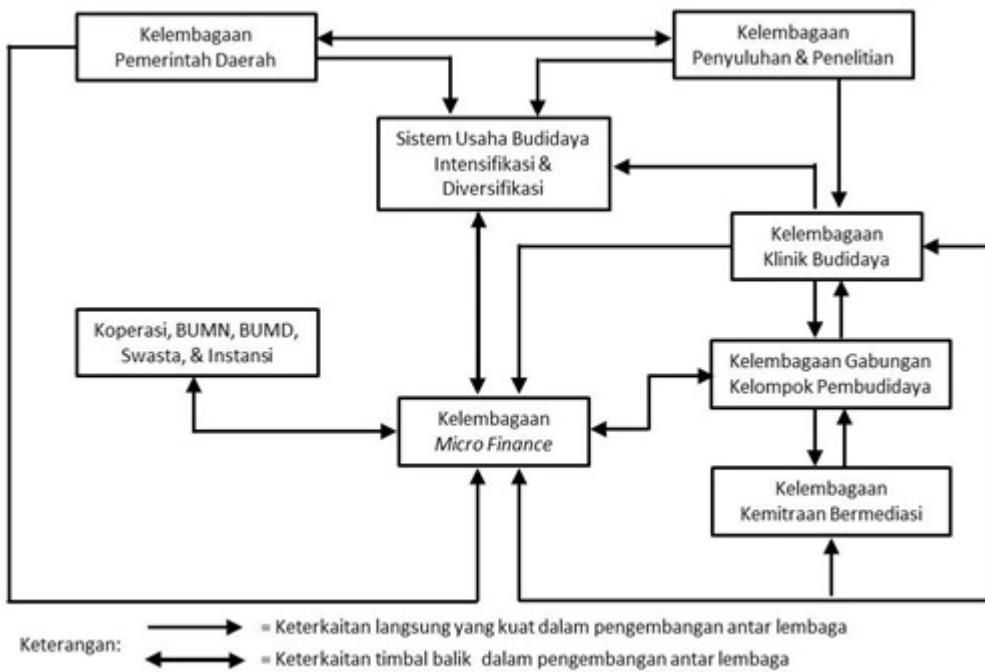 Kelembagaan
Pemerintah Daerah
Kelembagaan
Penyuluhan & Penelitian
Sistem Usaha Budidaya
Intensifikasi &
Diversifikasi
Kelembagaan
Klinik Budidaya
Koperasi, BUMN, BUMD,
Swasta, & Instansi
Kelembagaan Gabungan
Kelompok Pembudidaya
Kelembagaan
Micro Finance
Kelembagaan
Kemitraan Bermediasi
Keterangan:
= Keterkaitan langsung yang kuat dalam pengembangan antar lembaga
= Keterkaitan timbal balik dalam pengembangan antar lembaga